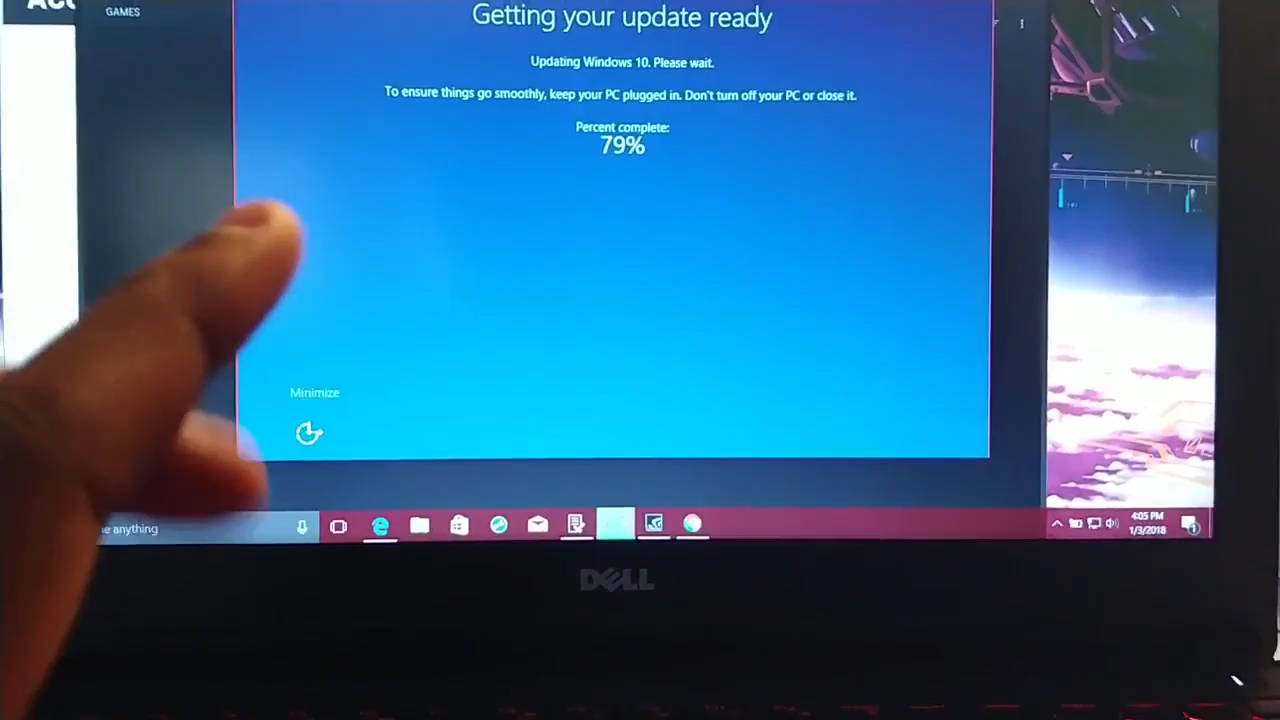 GAMES
Getting your update ready
Updating Windows 10. Please wait.
To ensure things go smoothly, keep your PC plugged in. Don't turn off your PC or close it.
Percent complete:
79%
Minimize
anything
4:05 PM
1/3/2018
1
DELL